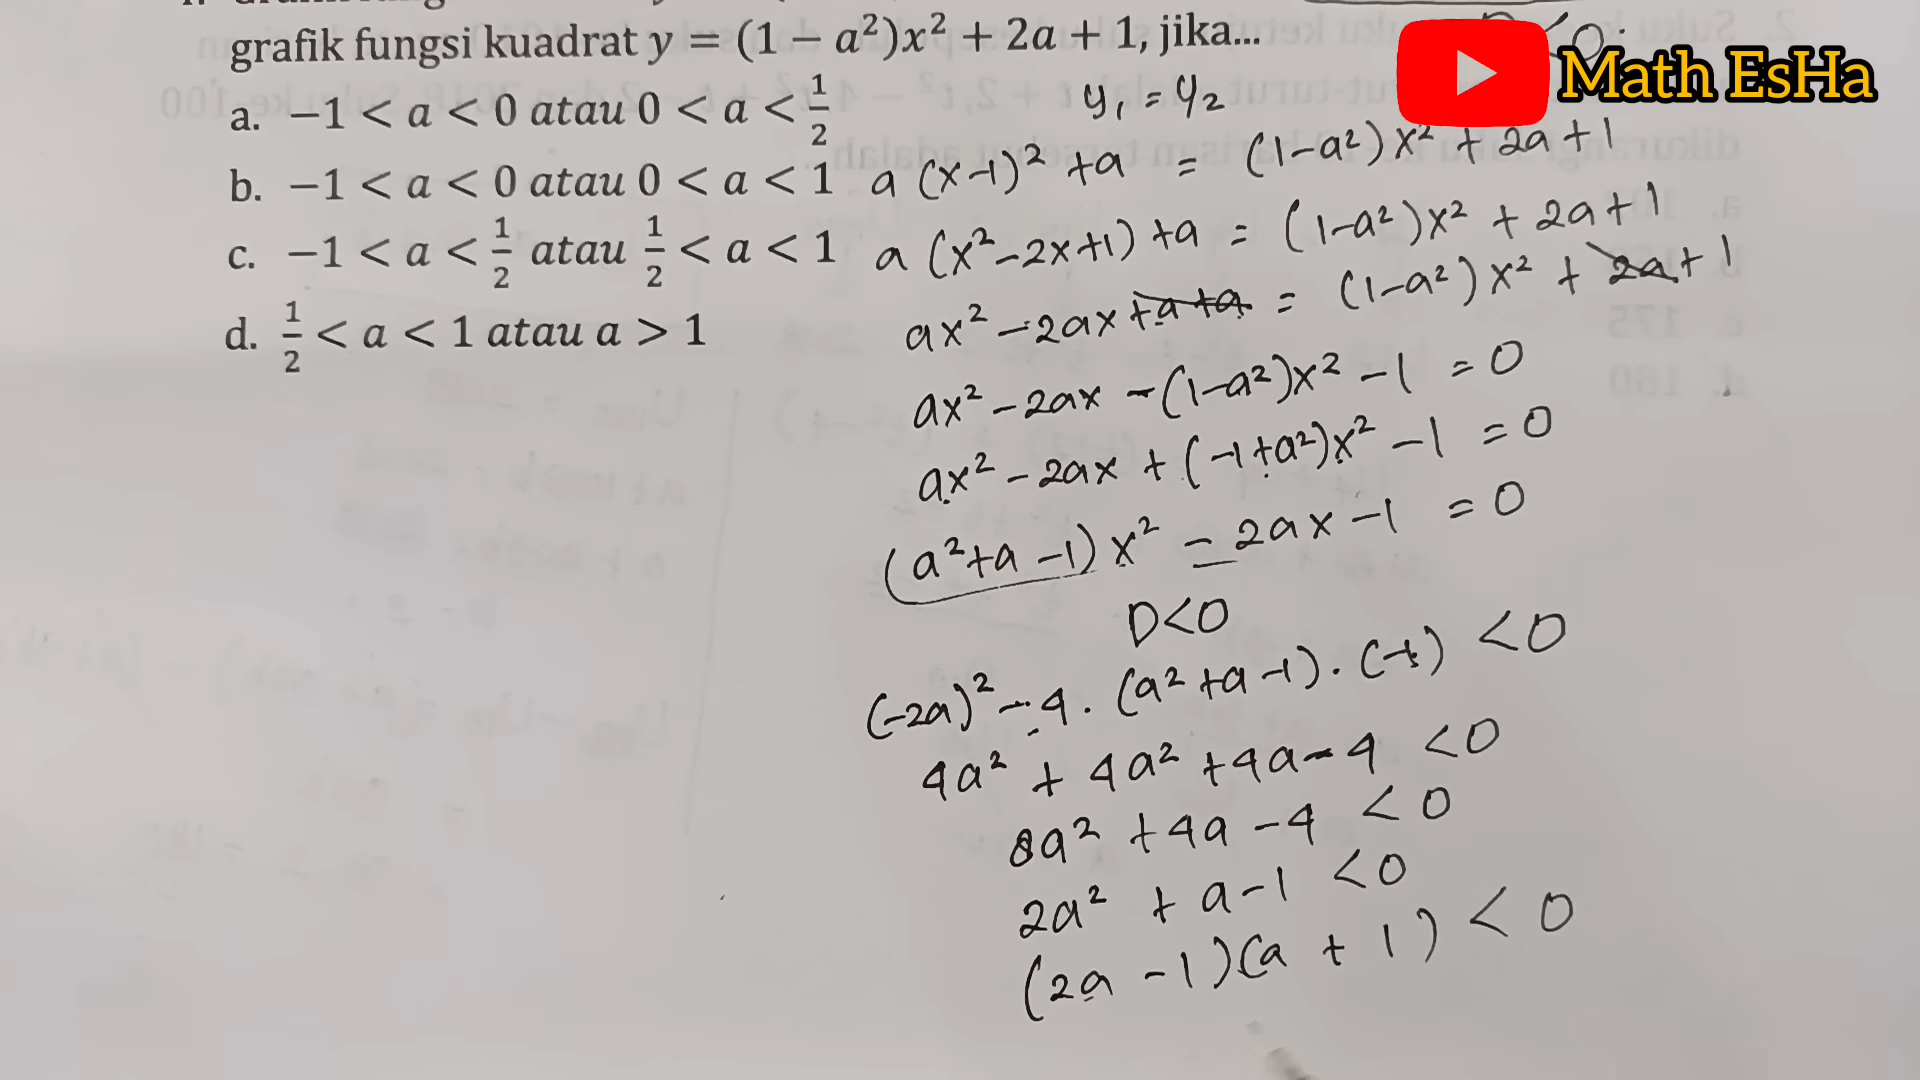 grafik fungsi kuadrat y = (1 − a²)x² + 2a + 1, jika...
a. −1 < a < 0 atau 0 < a < 1/2
b. −1 < a < 0 atau 0 < a < 1
c. −1 < a < 1/2 atau 1/2 < a < 1
d. 1/2 < a < 1 atau a > 1
<0
Math EsHa
y₁ = y₂
a (x−1)² + a = (1−a²)x² + 2a + 1
a (x²−2x+1) + a = (1−a²)x² + 2a + 1
ax² − 2ax + a + a = (1−a²)x² + 2a + 1
ax² − 2ax − (1−a²)x² − 1 = 0
ax² − 2ax + (−1+a²)x² − 1 = 0
(a²+a−1)x² − 2ax − 1 = 0
D<0
(−2a)² − 4 . (a²+a−1) . (−1) < 0
4a² + 4a² + 4a − 4 < 0
8a² + 4a − 4 < 0
2a² + a − 1 < 0
(2a − 1)(a + 1) < 0